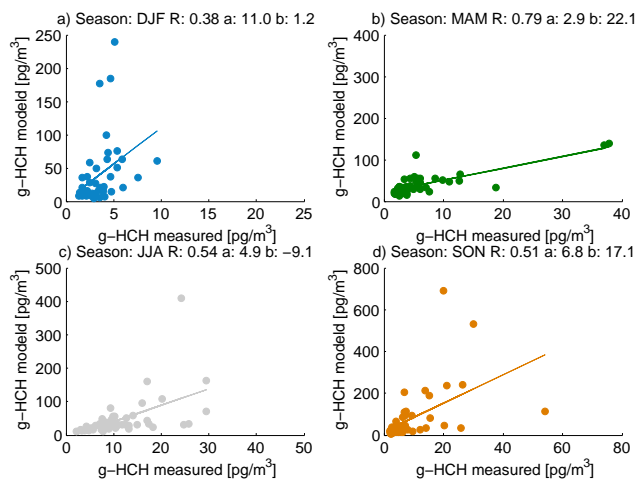 a) Season: DJF R: 0.38 a: 11.0 b: 1.2
250
200
150
100
50
0
0 5 10 15 20 25
g-HCH modeld [pg/m³]
g-HCH measured [pg/m³]
b) Season: MAM R: 0.79 a: 2.9 b: 22.1
400
300
200
100
0
0 10 20 30 40
g-HCH modeld [pg/m³]
g-HCH measured [pg/m³]
c) Season: JJA R: 0.54 a: 4.9 b: -9.1
500
400
300
200
100
0
0 10 20 30 40 50
g-HCH modeld [pg/m³]
g-HCH measured [pg/m³]
d) Season: SON R: 0.51 a: 6.8 b: 17.1
800
600
400
200
0
0 20 40 60 80
g-HCH modeld [pg/m³]
g-HCH measured [pg/m³]